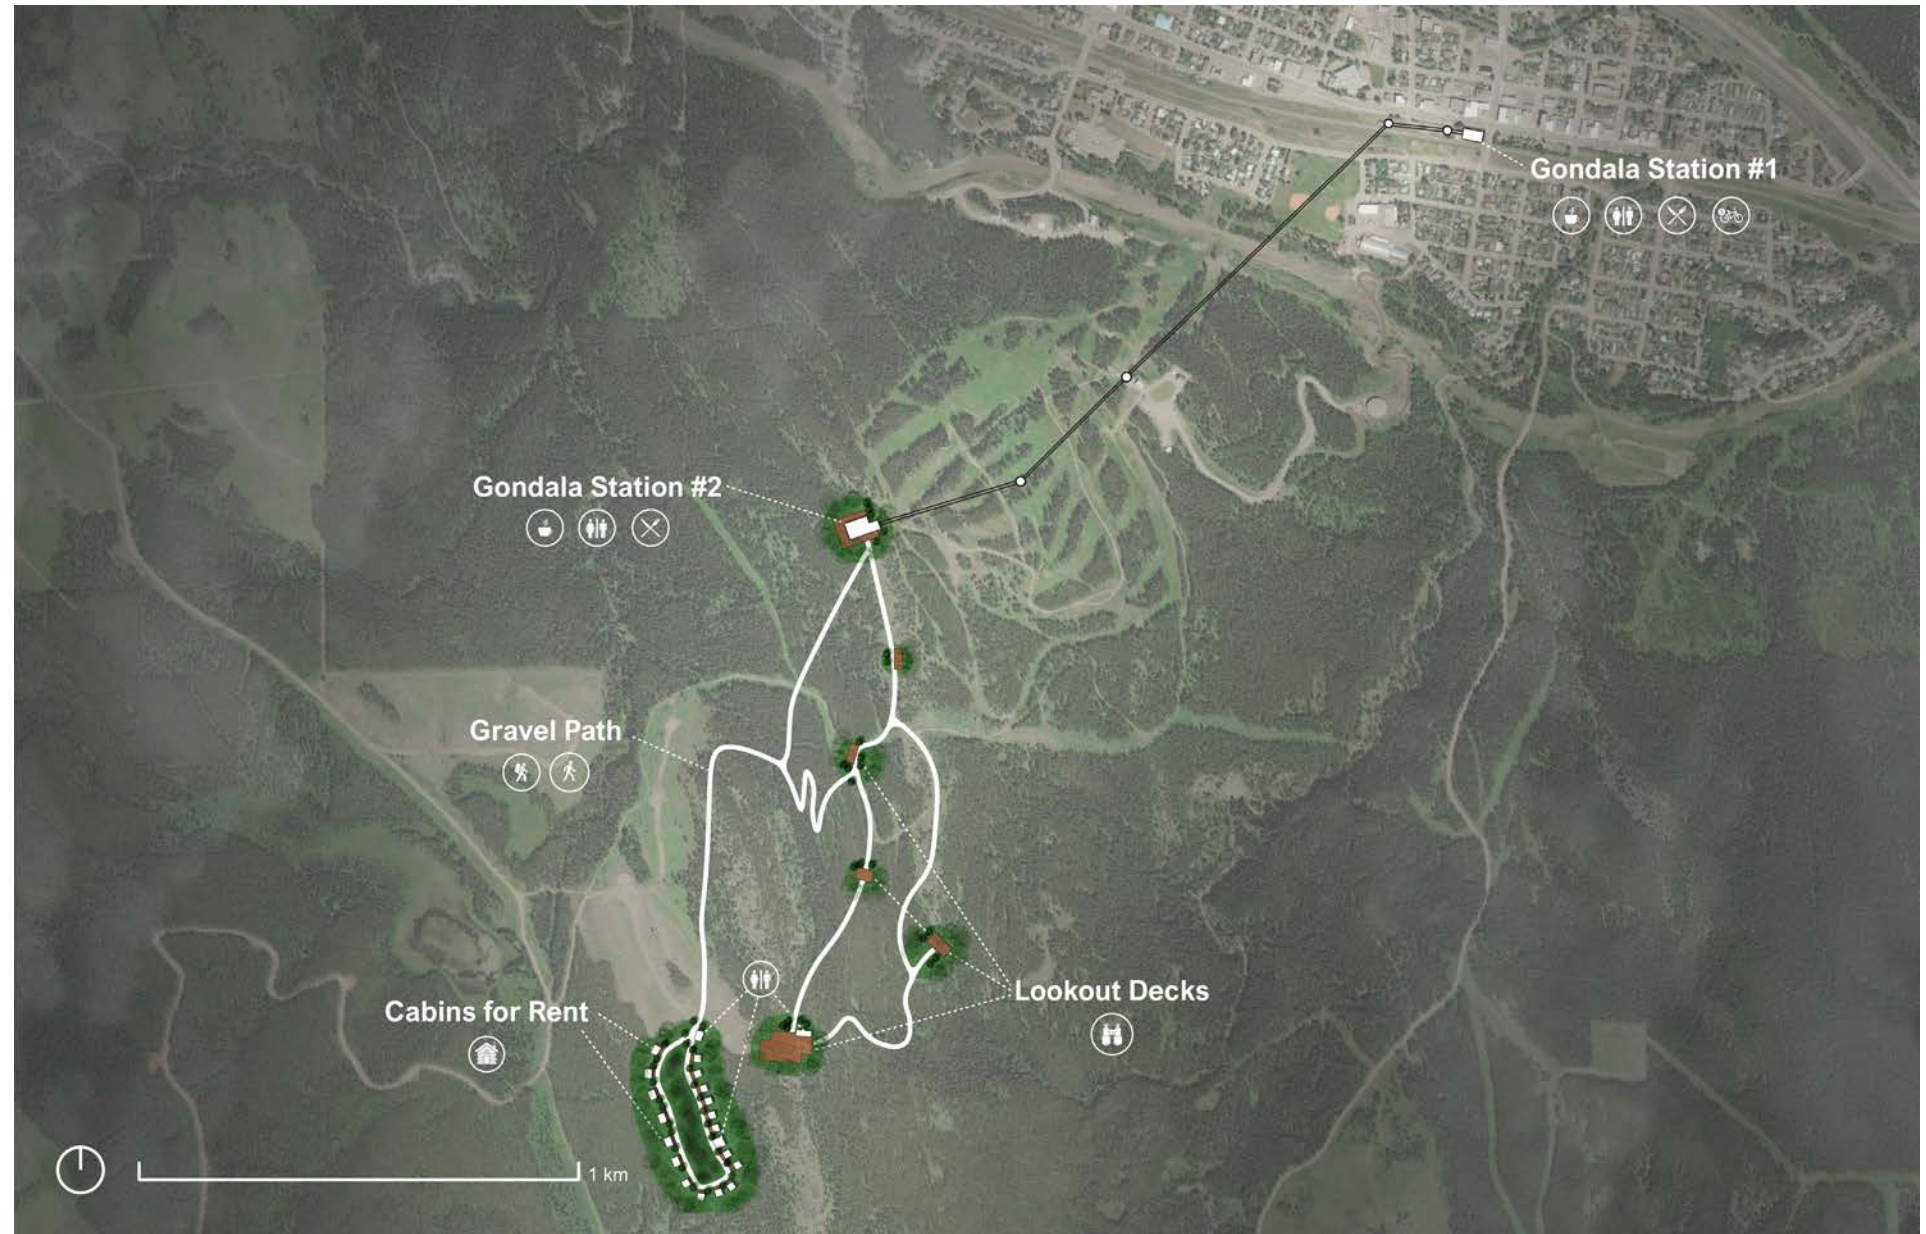 Gondala Station #1
Gondala Station #2
Gravel Path
Lookout Decks
Cabins for Rent
1 km